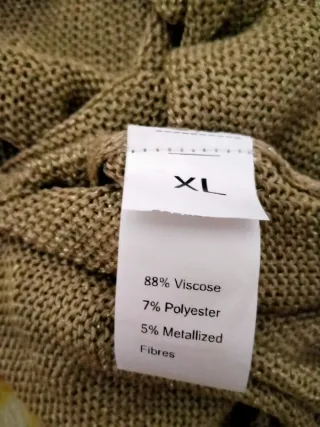 XL
88% Viscose
7% Polyester
5% Metallized
Fibres